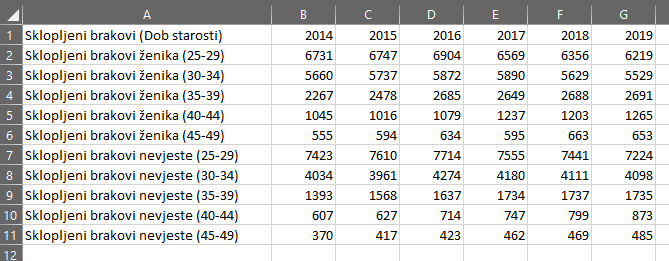 A B C D E F G
1 Sklopljeni brakovi (Dob starosti) 2014 2015 2016 2017 2018 2019
2 Sklopljeni brakovi ženika (25-29) 6731 6747 6904 6569 6356 6219
3 Sklopljeni brakovi ženika (30-34) 5660 5737 5872 5890 5629 5529
4 Sklopljeni brakovi ženika (35-39) 2267 2478 2685 2649 2688 2691
5 Sklopljeni brakovi ženika (40-44) 1045 1016 1079 1237 1203 1265
6 Sklopljeni brakovi ženika (45-49) 555 594 634 595 663 653
7 Sklopljeni brakovi nevjeste (25-29) 7423 7610 7714 7555 7441 7224
8 Sklopljeni brakovi nevjeste (30-34) 4034 3961 4274 4180 4111 4098
9 Sklopljeni brakovi nevjeste (35-39) 1393 1568 1637 1734 1737 1735
10 Sklopljeni brakovi nevjeste (40-44) 607 627 714 747 799 873
11 Sklopljeni brakovi nevjeste (45-49) 370 417 423 462 469 485
12